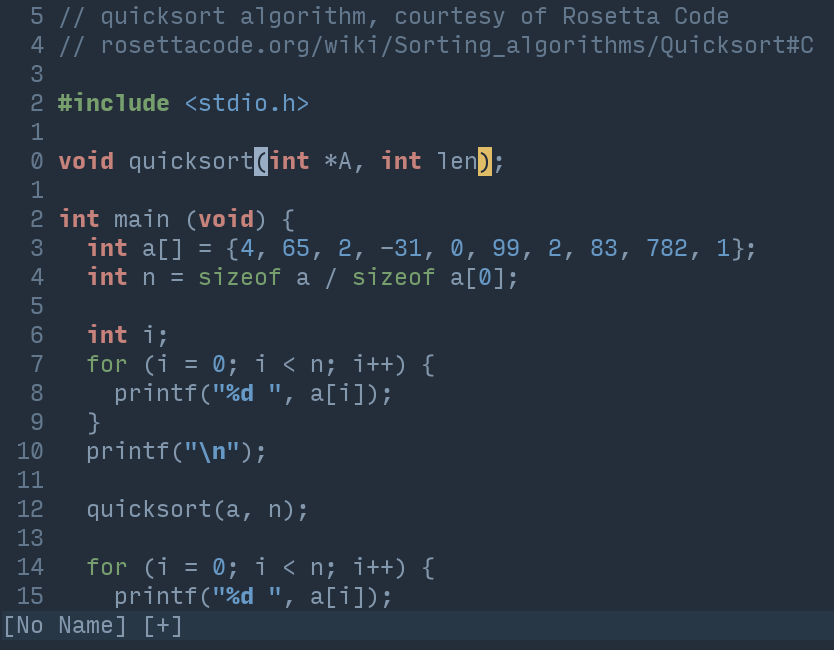 5 // quicksort algorithm, courtesy of Rosetta Code
4 // rosettacode.org/wiki/Sorting_algorithms/Quicksort#C
3
2 #include <stdio.h>
1
0 void quicksort(int *A, int len);
1
2 int main (void) {
3   int a[] = {4, 65, 2, -31, 0, 99, 2, 83, 782, 1};
4   int n = sizeof a / sizeof a[0];
5
6   int i;
7   for (i = 0; i < n; i++) {
8     printf("%d ", a[i]);
9   }
10   printf("\n");
11
12   quicksort(a, n);
13
14   for (i = 0; i < n; i++) {
15     printf("%d ", a[i]);
[No Name] [+]